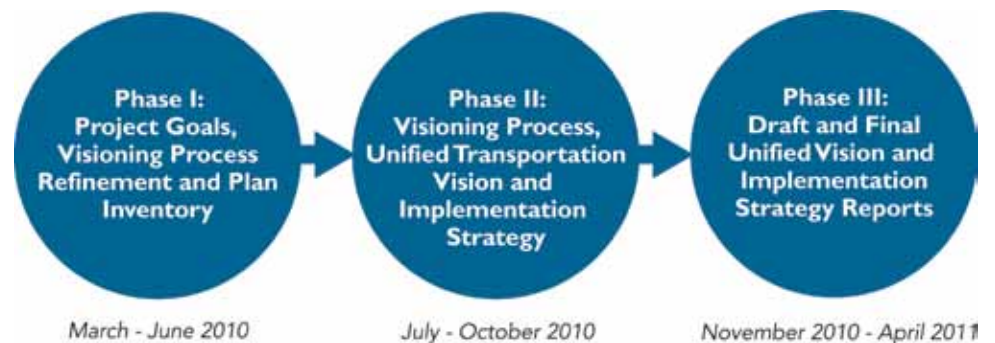 Phase I:
Project Goals,
Visioning Process
Refinement and Plan
Inventory
March - June 2010
Phase II:
Visioning Process,
Unified Transportation
Vision and
Implementation
Strategy
July - October 2010
Phase III:
Draft and Final
Unified Vision and
Implementation
Strategy Reports
November 2010 - April 2011